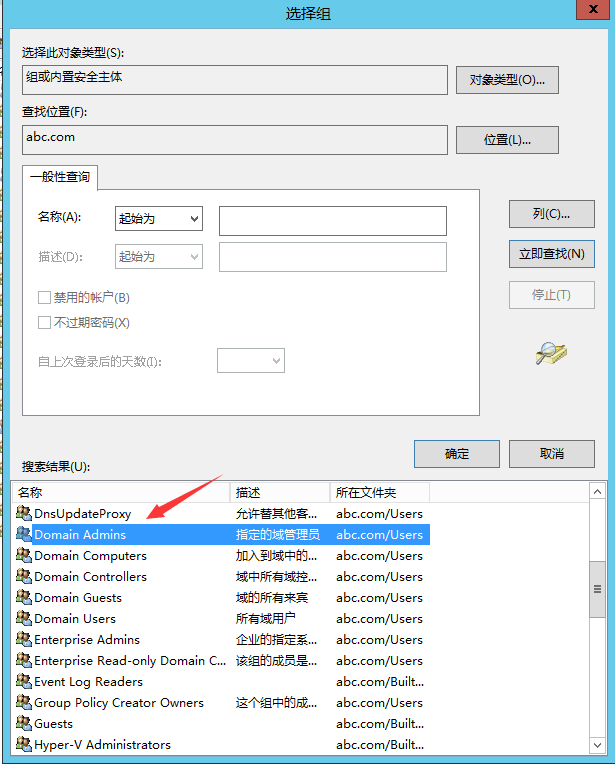 选择组
选择此对象类型(S):
组或内置安全主体
对象类型(O)...
查找位置(F):
abc.com
位置(L)...
一般性查询
名称(A):
起始为
列(C)...
描述(D):
起始为
立即查找(N)
禁用的帐户(B)
停止(T)
不过期密码(X)
自上次登录后的天数(I):
确定
取消
搜索结果(U):
名称 描述 所在文件夹
DnsUpdateProxy 允许替其他客... abc.com/Users
Domain Admins 指定的域管理员 abc.com/Users
Domain Computers 加入到域中的... abc.com/Users
Domain Controllers 域中所有域控... abc.com/Users
Domain Guests 域的所有来宾 abc.com/Users
Domain Users 所有域用户 abc.com/Users
Enterprise Admins 企业的指定系... abc.com/Users
Enterprise Read-only Domain C... 该组的成员是... abc.com/Users
Event Log Readers abc.com/Built...
Group Policy Creator Owners 这个组中的成... abc.com/Users
Guests abc.com/Built...
Hyper-V Administrators abc.com/Built...